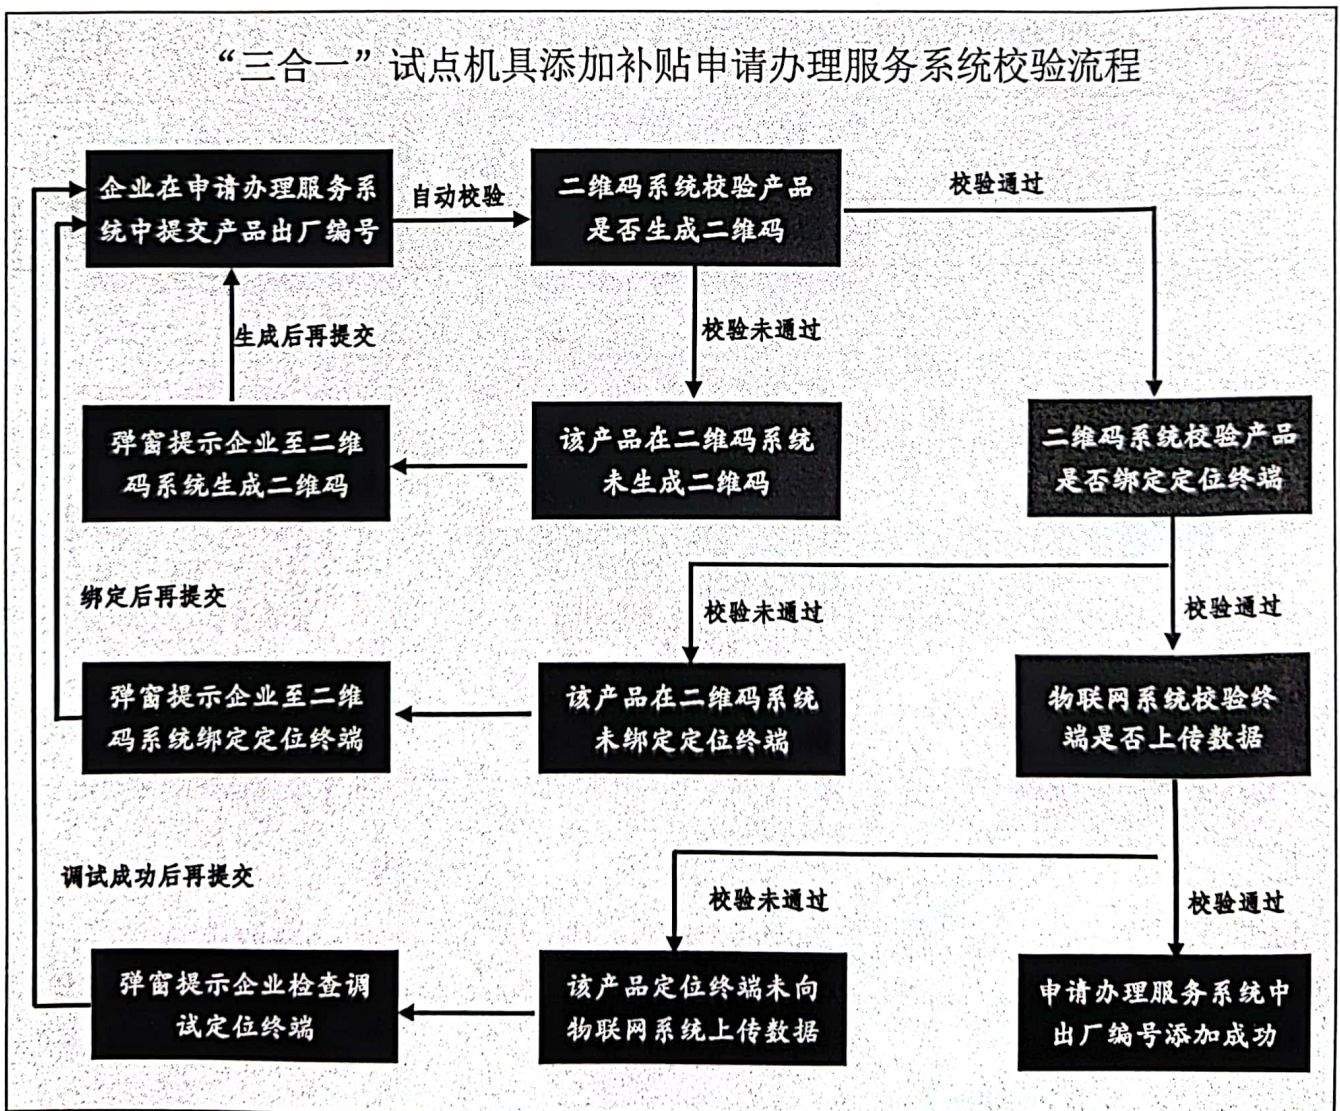 “三合一”试点机具添加补贴申请办理服务系统校验流程
企业在申请办理服务系
统中提交产品出厂编号
自动校验
二维码系统校验产品
是否生成二维码
校验通过
生成后再提交
校验未通过
弹窗提示企业至二维
码系统生成二维码
该产品在二维码系统
未生成二维码
二维码系统校验产品
是否绑定定位终端
绑定后再提交
校验未通过
校验通过
弹窗提示企业至二维
码系统绑定定位终端
该产品在二维码系统
未绑定定位终端
物联网系统校验终
端是否上传数据
调试成功后再提交
校验未通过
校验通过
弹窗提示企业检查调
试定位终端
该产品定位终端未向
物联网系统上传数据
申请办理服务系统中
出厂编号添加成功